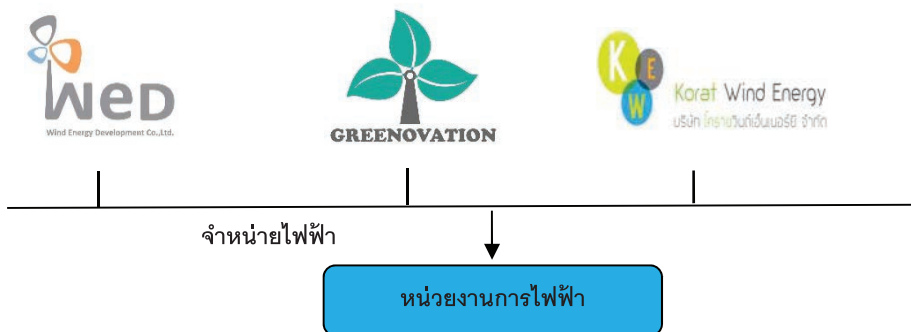 WED
Wind Energy Development Co.,Ltd.
GREENOVATION
K E W
Korat Wind Energy
บริษัท โคราชวินด์เอ็นเนอร์ยี จำกัด
จำหน่ายไฟฟ้า
หน่วยงานการไฟฟ้า